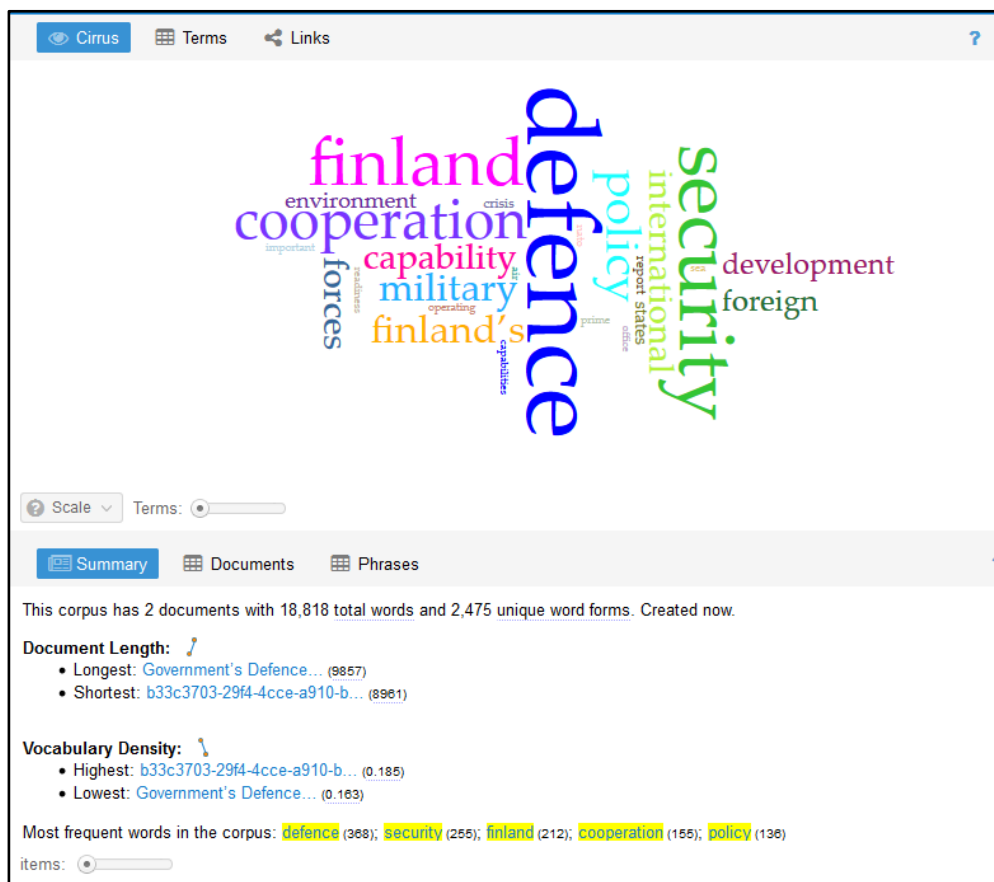 Cirrus Terms Links ?
defence
finland
security
policy
international
environment
crisis
cooperation
nato
important
capability
development
forces
readiness
air
report
sea
military
foreign
operating
states
finland's
prime
office
capabilities
Scale Terms:
Summary Documents Phrases
This corpus has 2 documents with 18,818 total words and 2,475 unique word forms. Created now.
Document Length:
• Longest: Government's Defence... (9857)
• Shortest: b33c3703-29f4-4cce-a910-b... (8961)
Vocabulary Density:
• Highest: b33c3703-29f4-4cce-a910-b... (0.185)
• Lowest: Government's Defence... (0.163)
Most frequent words in the corpus: defence (368); security (255); finland (212); cooperation (155); policy (136)
items: